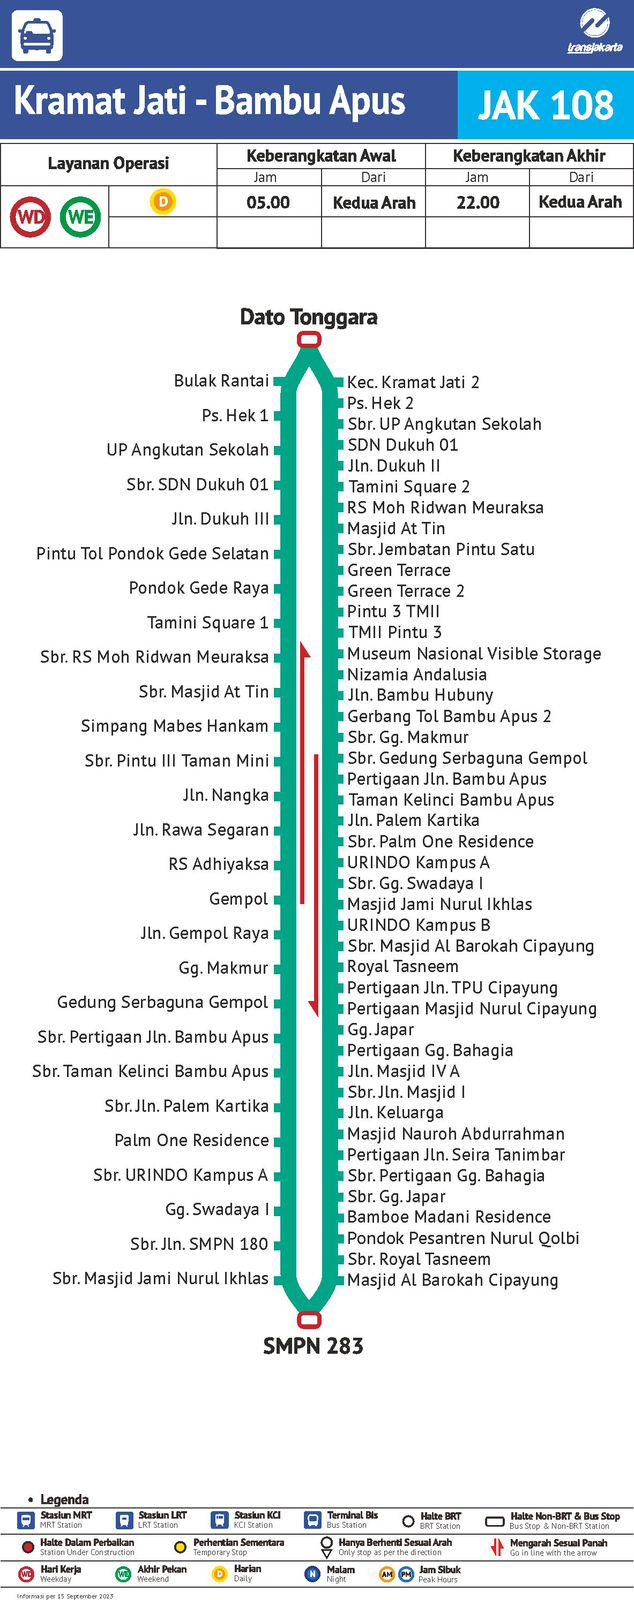 transjakarta
Kramat Jati - Bambu Apus
JAK 108
Layanan Operasi
Keberangkatan Awal
Keberangkatan Akhir
Jam
Dari
Jam
Dari
WD
WE
D
05.00
Kedua Arah
22.00
Kedua Arah
Dato Tonggara
Bulak Rantai
Ps. Hek 1
UP Angkutan Sekolah
Sbr. SDN Dukuh 01
Jln. Dukuh III
Pintu Tol Pondok Gede Selatan
Pondok Gede Raya
Tamini Square 1
Sbr. RS Moh Ridwan Meuraksa
Sbr. Masjid At Tin
Simpang Mabes Hankam
Sbr. Pintu III Taman Mini
Jln. Nangka
Jln. Rawa Segaran
RS Adhiyaksa
Gempol
Jln. Gempol Raya
Gg. Makmur
Gedung Serbaguna Gempol
Sbr. Pertigaan Jln. Bambu Apus
Sbr. Taman Kelinci Bambu Apus
Sbr. Jln. Palem Kartika
Palm One Residence
Sbr. URINDO Kampus A
Gg. Swadaya I
Sbr. Jln. SMPN 180
Sbr. Masjid Jami Nurul Ikhlas
Kec. Kramat Jati 2
Ps. Hek 2
Sbr. UP Angkutan Sekolah
SDN Dukuh 01
Jln. Dukuh II
Tamini Square 2
RS Moh Ridwan Meuraksa
Masjid At Tin
Sbr. Jembatan Pintu Satu
Green Terrace
Green Terrace 2
Pintu 3 TMII
TMII Pintu 3
Museum Nasional Visible Storage
Nizamia Andalusia
Jln. Bambu Hubuny
Gerbang Tol Bambu Apus 2
Sbr. Gg. Makmur
Sbr. Gedung Serbaguna Gempol
Pertigaan Jln. Bambu Apus
Taman Kelinci Bambu Apus
Jln. Palem Kartika
Sbr. Palm One Residence
URINDO Kampus A
Sbr. Gg. Swadaya I
Masjid Jami Nurul Ikhlas
URINDO Kampus B
Sbr. Masjid Al Barokah Cipayung
Royal Tasneem
Pertigaan Jln. TPU Cipayung
Pertigaan Masjid Nurul Cipayung
Gg. Japar
Pertigaan Gg. Bahagia
Jln. Masjid IV A
Sbr. Jln. Masjid I
Jln. Keluarga
Masjid Nauroh Abdurrahman
Pertigaan Jln. Seira Tanimbar
Sbr. Pertigaan Gg. Bahagia
Sbr. Gg. Japar
Bamboe Madani Residence
Pondok Pesantren Nurul Qolbi
Sbr. Royal Tasneem
Masjid Al Barokah Cipayung
SMPN 283
• Legenda
Stasiun MRT
MRT Station
Stasiun LRT
LRT Station
Stasiun KCI
KCI Station
Terminal Bis
Bus Station
Halte BRT
BRT Station
Halte Non-BRT & Bus Stop
Bus Stop & Non-BRT Station
Halte Dalam Perbaikan
Station Under Construction
Perhentian Sementara
Temporary Stop
Hanya Berhenti Sesuai Arah
Only stop as per the direction
Mengarah Sesuai Panah
Go in line with the arrow
WD
Hari Kerja
Weekday
WE
Akhir Pekan
Weekend
D
Harian
Daily
N
Malam
Night
AM
PM
Jam Sibuk
Peak Hours
Informasi per 15 September 2023